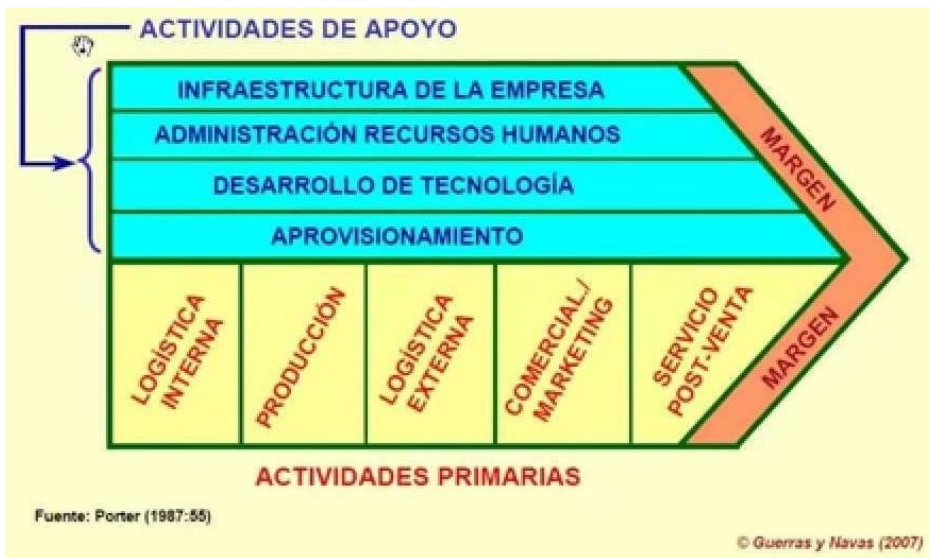 ACTIVIDADES DE APOYO
INFRAESTRUCTURA DE LA EMPRESA
ADMINISTRACIÓN RECURSOS HUMANOS
DESARROLLO DE TECNOLOGÍA
APROVISIONAMIENTO
MARGEN
LOGÍSTICA
INTERNA
PRODUCCIÓN
LOGÍSTICA
EXTERNA
COMERCIAL./
MARKETING
SERVICIO
POST-VENTA
MARGEN
ACTIVIDADES PRIMARIAS
Fuente: Porter (1987:55)
© Guerras y Navas (2007)